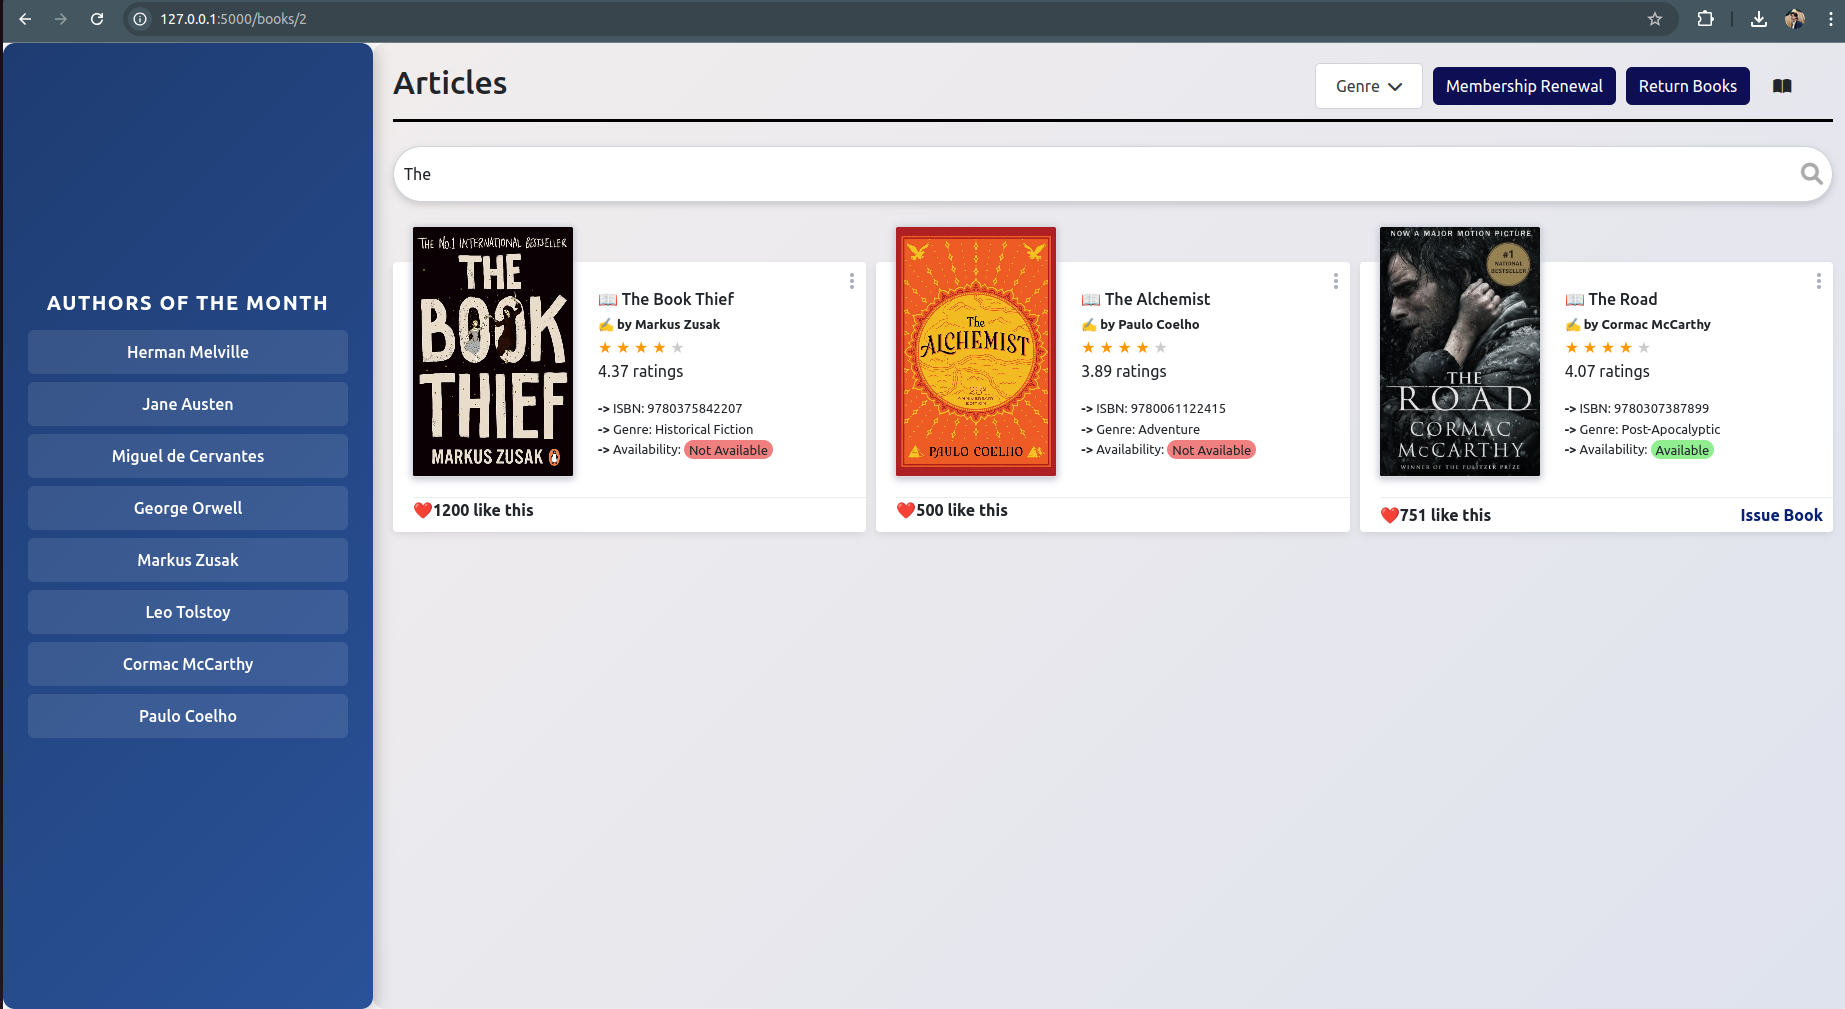 127.0.0.1:5000/books/2
Articles
Genre
Membership Renewal
Return Books
The
AUTHORS OF THE MONTH
Herman Melville
Jane Austen
Miguel de Cervantes
George Orwell
Markus Zusak
Leo Tolstoy
Cormac McCarthy
Paulo Coelho
THE NO.1 INTERNATIONAL BESTSELLER
THE
BOOK
THIEF
MARKUS ZUSAK
📖 The Book Thief
✍️ by Markus Zusak
★ ★ ★ ★ ★
4.37 ratings
-> ISBN: 9780375842207
-> Genre: Historical Fiction
-> Availability: Not Available
❤️1200 like this
The
ALCHEMIST
25th
ANNIVERSARY
EDITION
PAULO COELHO
📖 The Alchemist
✍️ by Paulo Coelho
★ ★ ★ ★ ★
3.89 ratings
-> ISBN: 9780061122415
-> Genre: Adventure
-> Availability: Not Available
❤️500 like this
NOW A MAJOR MOTION PICTURE
#1
NATIONAL
BESTSELLER
THE
ROAD
CORMAC
McCARTHY
WINNER OF THE PULITZER PRIZE
📖 The Road
✍️ by Cormac McCarthy
★ ★ ★ ★ ★
4.07 ratings
-> ISBN: 9780307387899
-> Genre: Post-Apocalyptic
-> Availability: Available
❤️751 like this
Issue Book